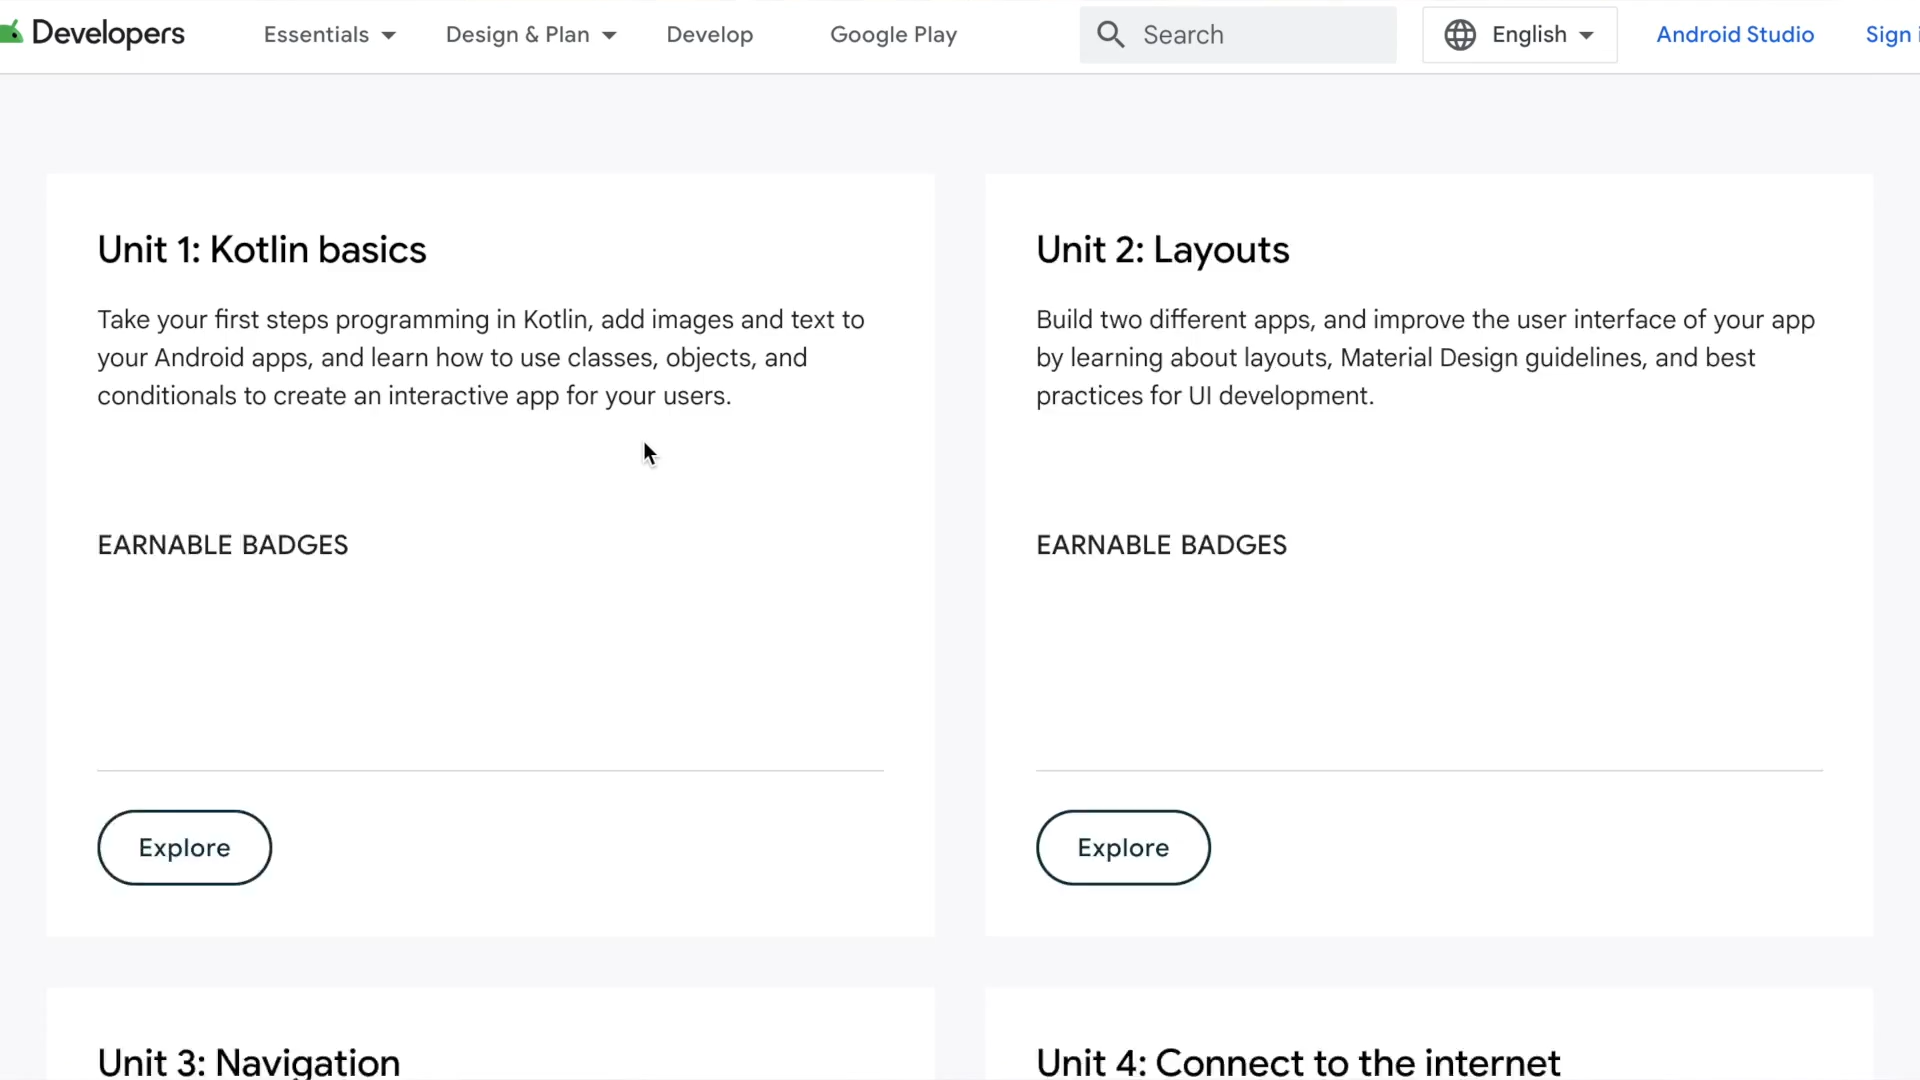 Developers
Essentials
Design & Plan
Develop
Google Play
Search
English
Android Studio
Sign
Unit 1: Kotlin basics
Take your first steps programming in Kotlin, add images and text to
your Android apps, and learn how to use classes, objects, and
conditionals to create an interactive app for your users.
EARNABLE BADGES
Explore
Unit 2: Layouts
Build two different apps, and improve the user interface of your app
by learning about layouts, Material Design guidelines, and best
practices for UI development.
EARNABLE BADGES
Explore
Unit 3: Navigation
Unit 4: Connect to the internet